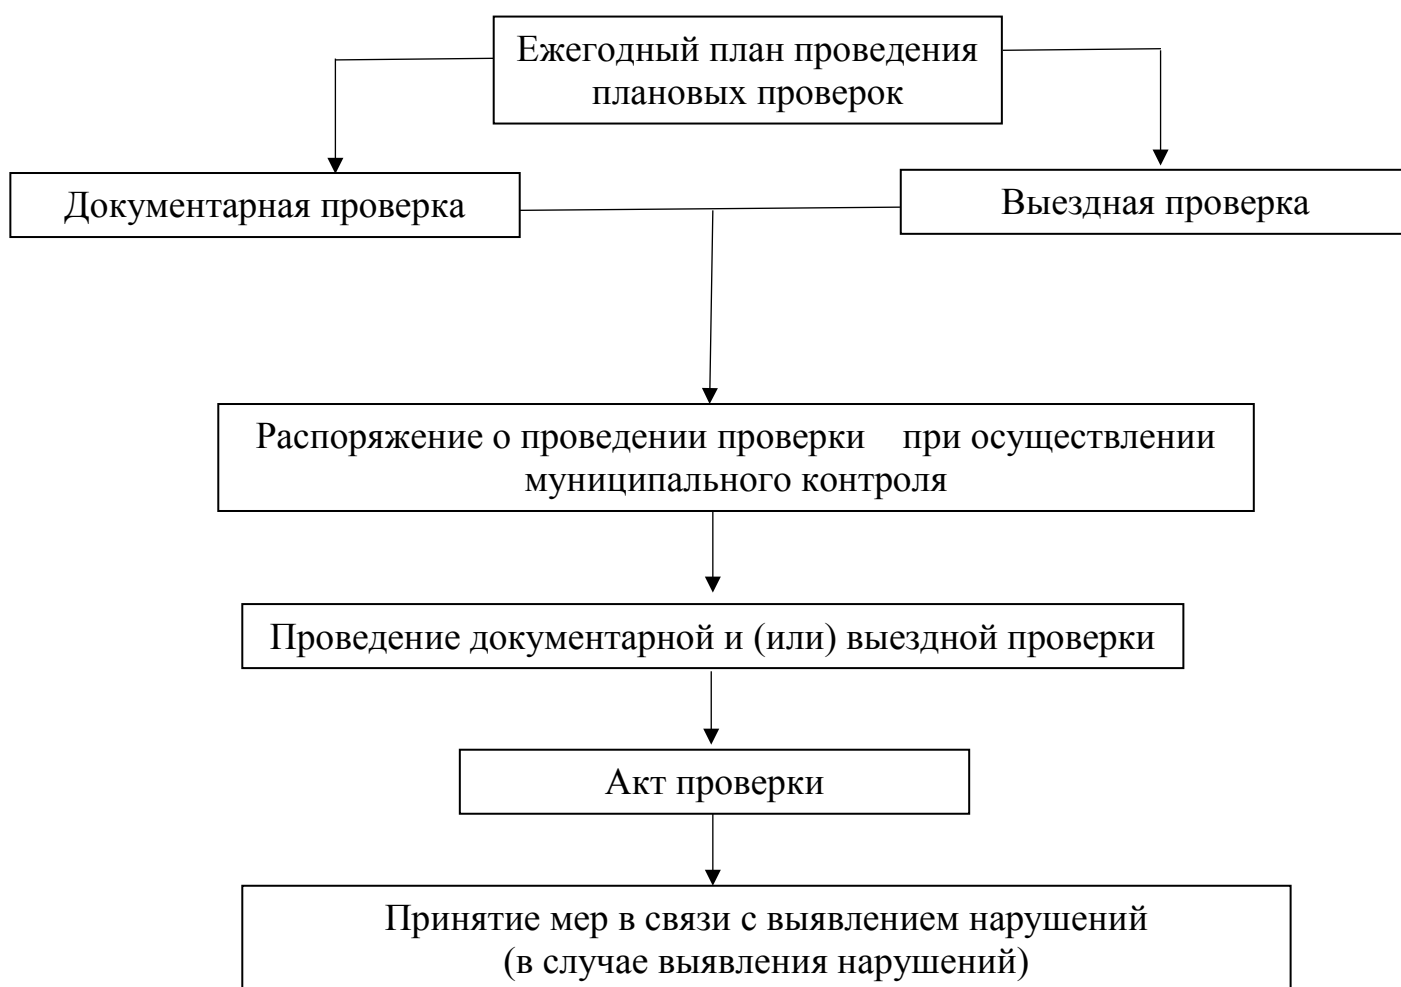 Ежегодный план проведения
плановых проверок
Документарная проверка
Выездная проверка
Распоряжение о проведении проверки при осуществлении
муниципального контроля
Проведение документарной и (или) выездной проверки
Акт проверки
Принятие мер в связи с выявлением нарушений
(в случае выявления нарушений)